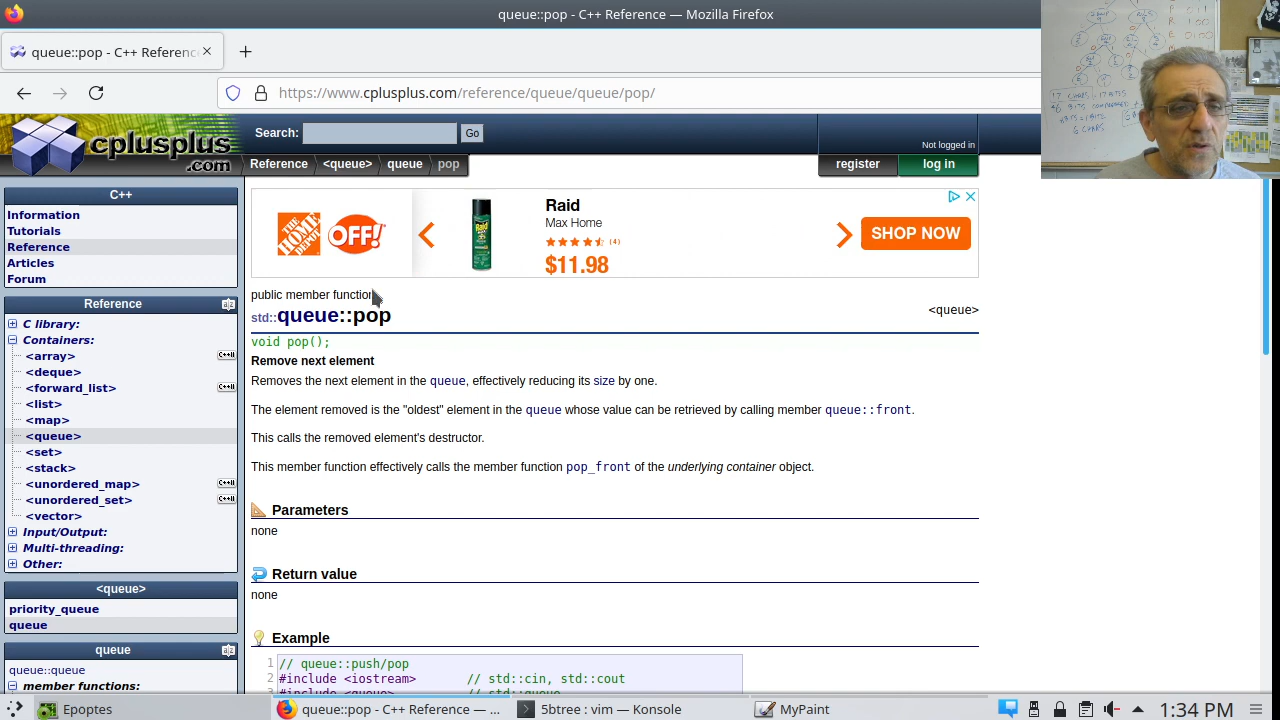 queue::pop - C++ Reference — Mozilla Firefox
queue::pop - C++ Referenc
https://www.cplusplus.com/reference/queue/queue/pop/
cplusplus
.com
Search:
Go
Not logged in
Reference
<queue>
queue
pop
register
log in
C++
Information
Tutorials
Reference
Articles
Forum
Reference
C library:
Containers:
<array>
<deque>
<forward_list>
<list>
<map>
<queue>
<set>
<stack>
<unordered_map>
<unordered_set>
<vector>
Input/Output:
Multi-threading:
Other:
<queue>
priority_queue
queue
queue
queue::queue
member functions:
THE HOME DEPOT
OFF!
Raid
Max Home
(4)
$11.98
SHOP NOW
public member function
std::queue::pop
<queue>
void pop();
Remove next element
Removes the next element in the queue, effectively reducing its size by one.
The element removed is the "oldest" element in the queue whose value can be retrieved by calling member queue::front.
This calls the removed element's destructor.
This member function effectively calls the member function pop_front of the underlying container object.
Parameters
none
Return value
none
Example
1 // queue::push/pop
2 #include <iostream> // std::cin, std::cout
3 #include <queue> // std::queue
Epoptes
queue::pop - C++ Reference — ...
5btree : vim — Konsole
MyPaint
1:34 PM